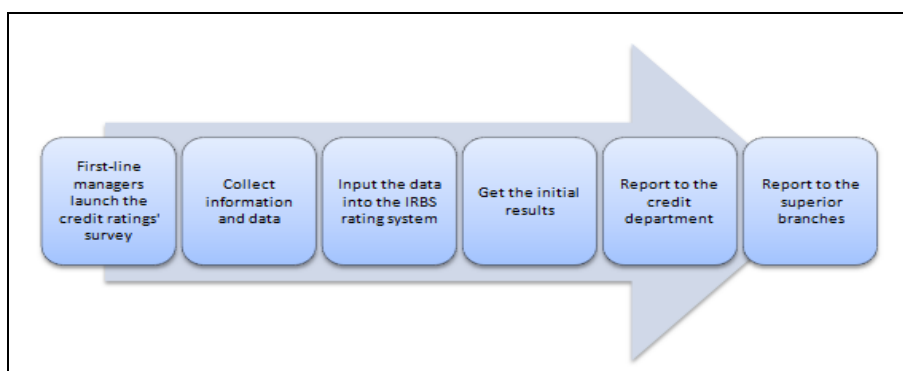 First-line
managers
launch the
credit ratings'
survey
Collect
information
and data
Input the data
into the IRBS
rating system
Get the initial
results
Report to the
credit
department
Report to the
superior
branches